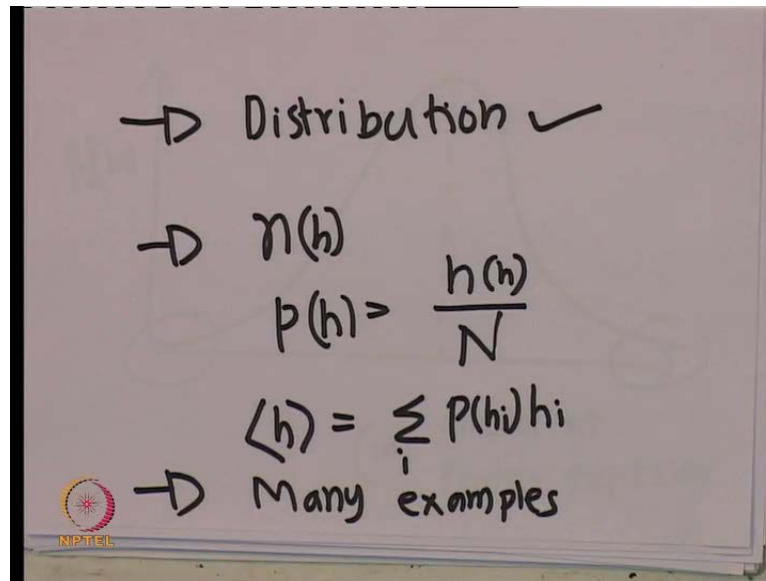 → Distribution ✓
→ n(h)
p(h) = n(h)/N
⟨h⟩ = Σ_i P(hi) hi
→ Many examples
NPTEL